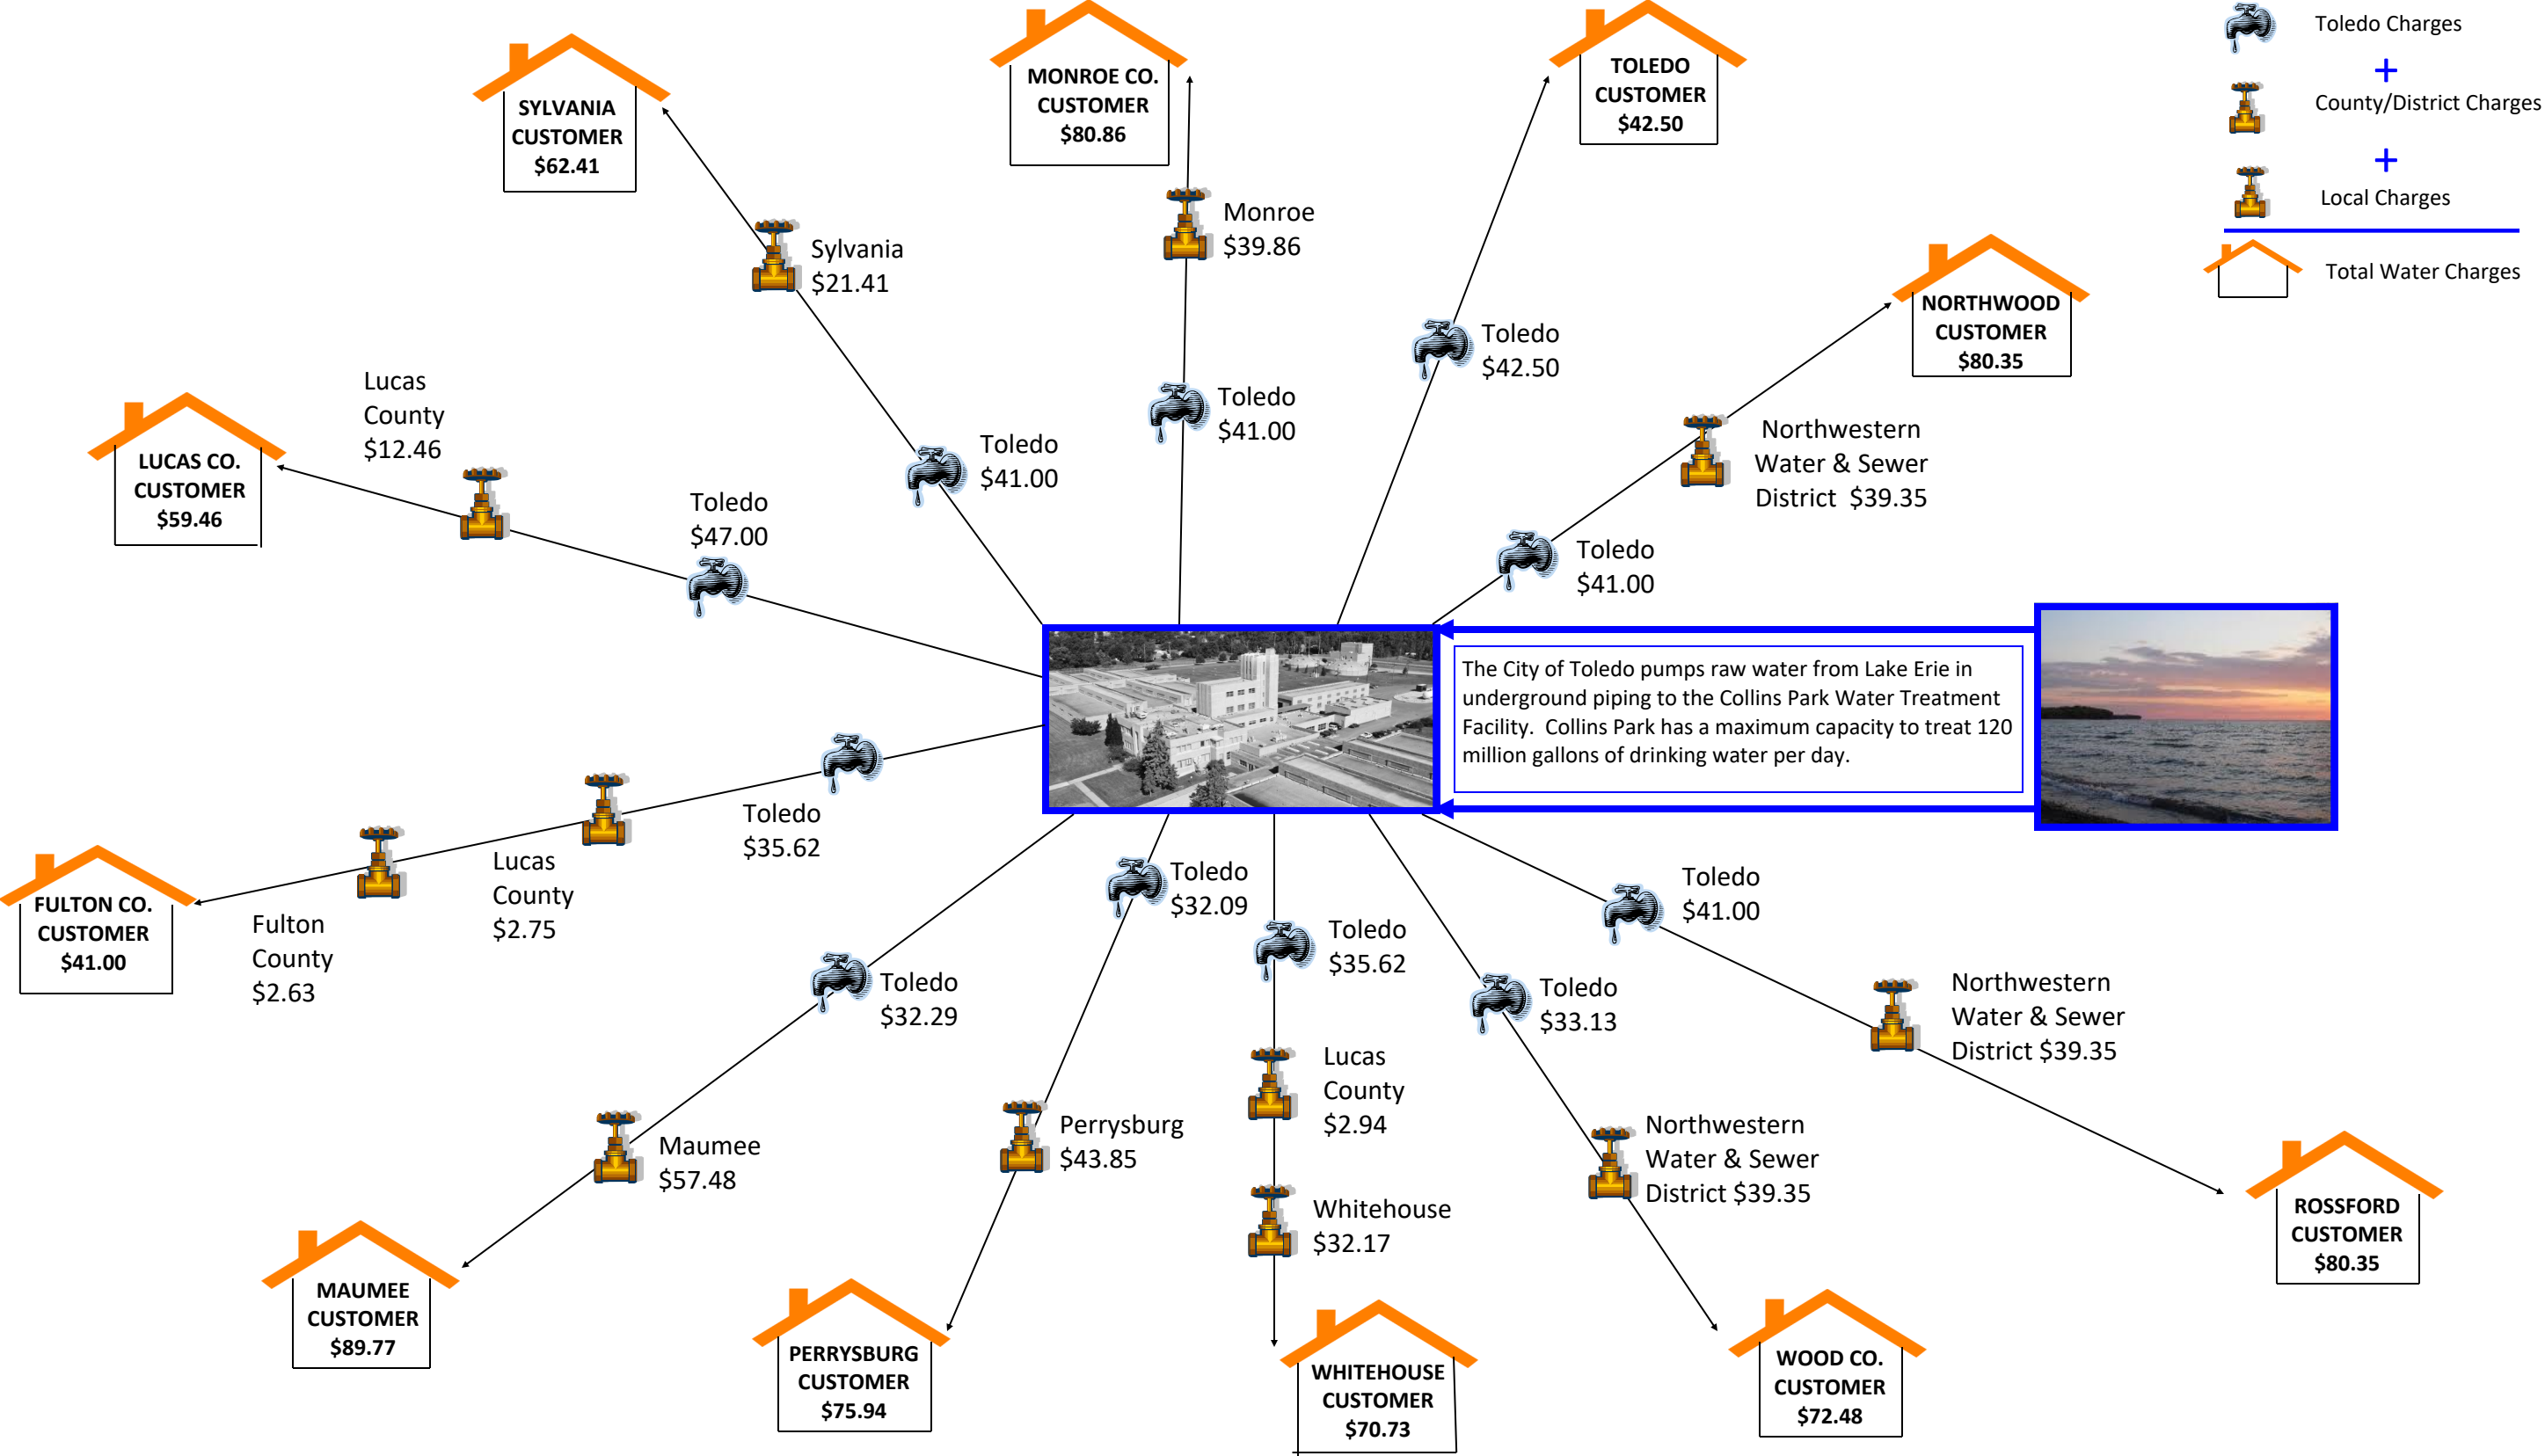 Toledo Charges
+
County/District Charges
+
Local Charges
Total Water Charges
SYLVANIA
CUSTOMER
$62.41
Sylvania
$21.41
Toledo
$41.00
MONROE CO.
CUSTOMER
$80.86
Monroe
$39.86
Toledo
$41.00
TOLEDO
CUSTOMER
$42.50
Toledo
$42.50
NORTHWOOD
CUSTOMER
$80.35
Northwestern
Water & Sewer
District $39.35
Toledo
$41.00
LUCAS CO.
CUSTOMER
$59.46
Lucas
County
$12.46
Toledo
$47.00
The City of Toledo pumps raw water from Lake Erie in
underground piping to the Collins Park Water Treatment
Facility. Collins Park has a maximum capacity to treat 120
million gallons of drinking water per day.
FULTON CO.
CUSTOMER
$41.00
Fulton
County
$2.63
Lucas
County
$2.75
Toledo
$35.62
MAUMEE
CUSTOMER
$89.77
Maumee
$57.48
Toledo
$32.29
PERRYSBURG
CUSTOMER
$75.94
Perrysburg
$43.85
Toledo
$32.09
Toledo
$35.62
Lucas
County
$2.94
Whitehouse
$32.17
WHITEHOUSE
CUSTOMER
$70.73
Toledo
$33.13
Northwestern
Water & Sewer
District $39.35
WOOD CO.
CUSTOMER
$72.48
Toledo
$41.00
Northwestern
Water & Sewer
District $39.35
ROSSFORD
CUSTOMER
$80.35